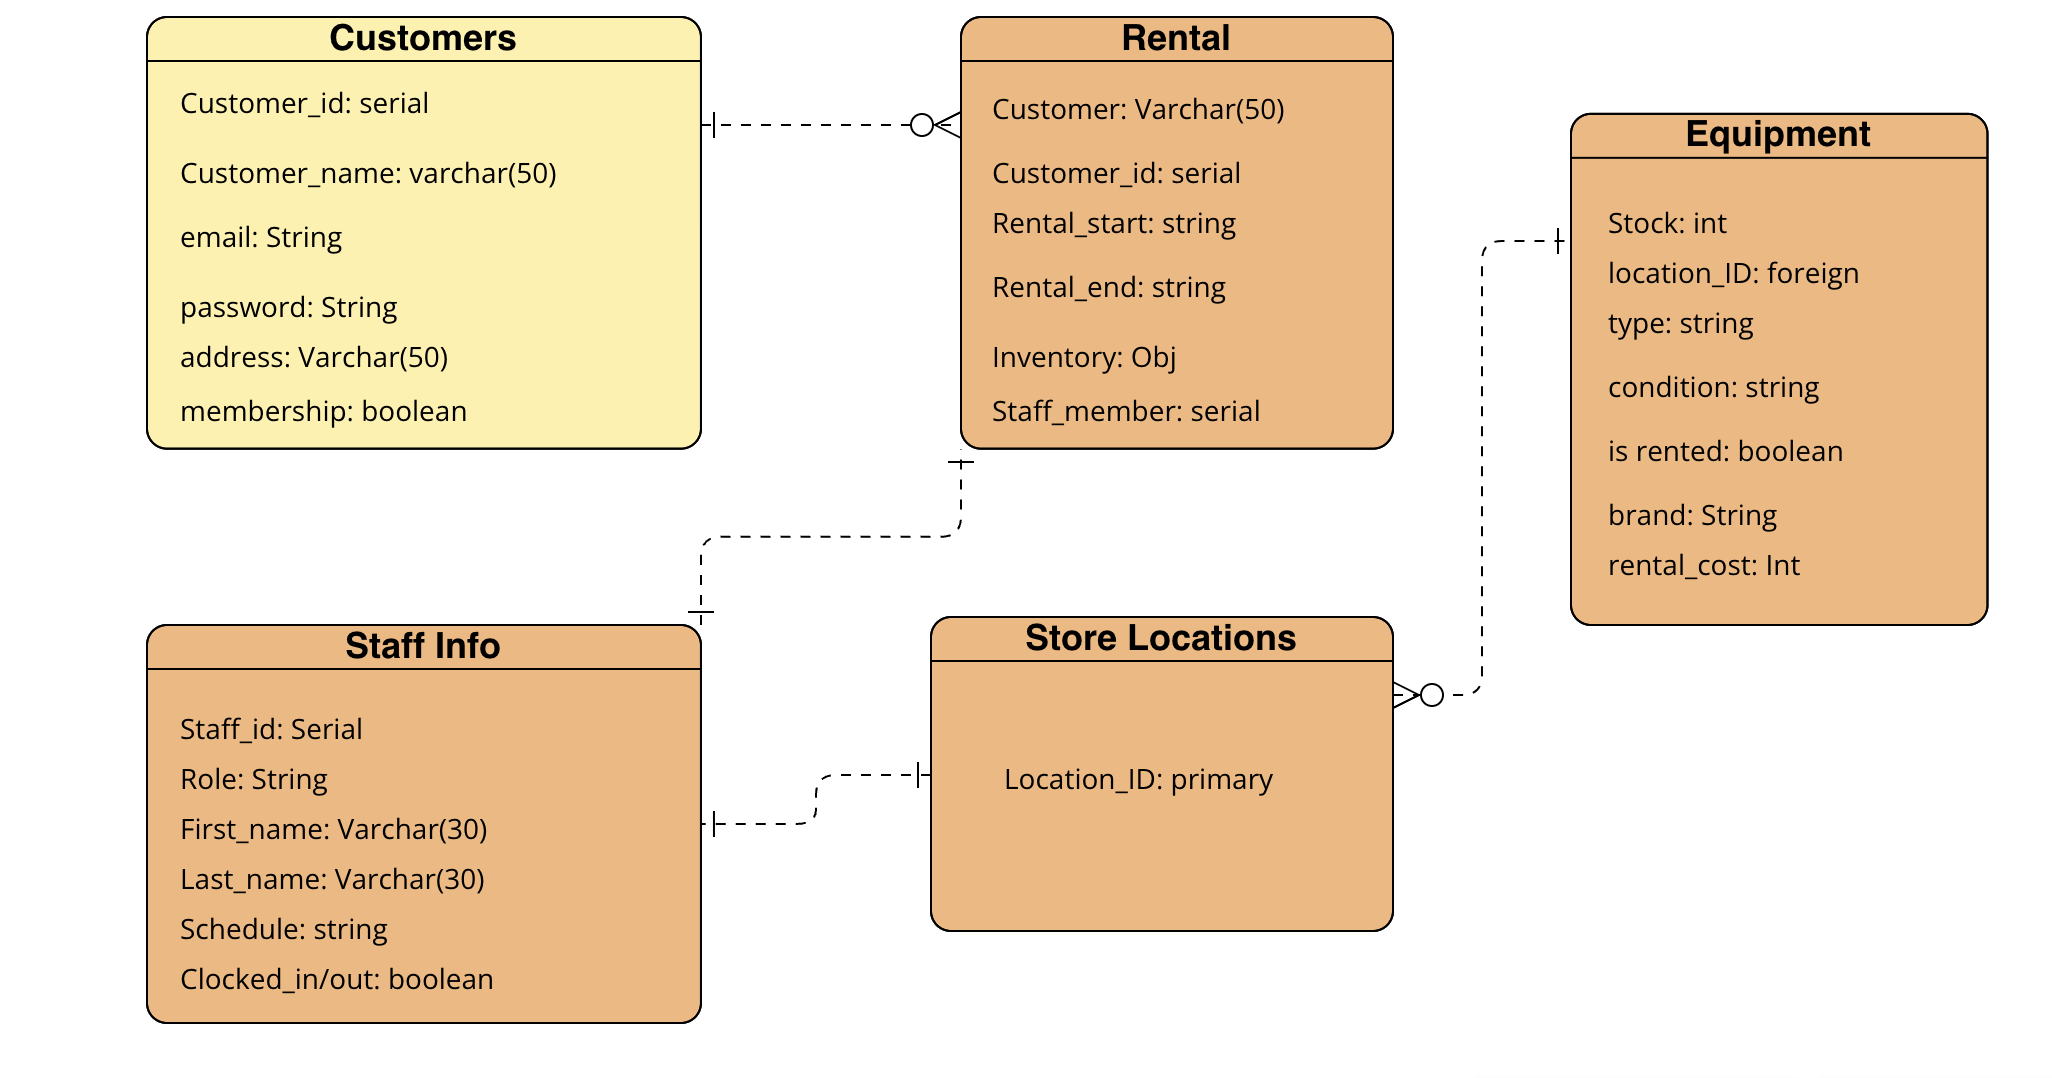 Customers
Customer_id: serial
Customer_name: varchar(50)
email: String
password: String
address: Varchar(50)
membership: boolean
Rental
Customer: Varchar(50)
Customer_id: serial
Rental_start: string
Rental_end: string
Inventory: Obj
Staff_member: serial
Equipment
Stock: int
location_ID: foreign
type: string
condition: string
is rented: boolean
brand: String
rental_cost: Int
Staff Info
Staff_id: Serial
Role: String
First_name: Varchar(30)
Last_name: Varchar(30)
Schedule: string
Clocked_in/out: boolean
Store Locations
Location_ID: primary